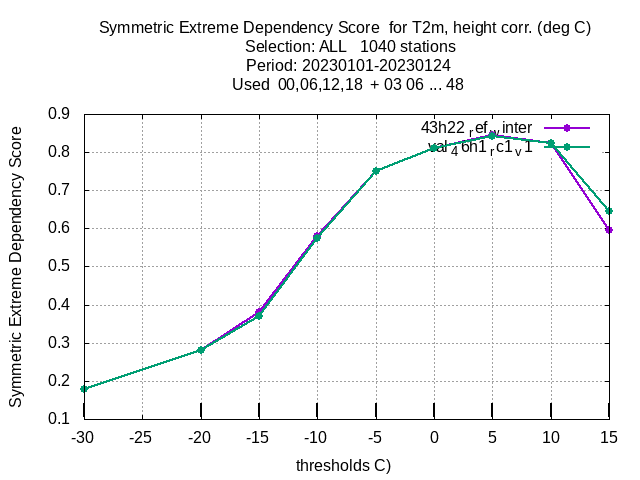 Symmetric Extreme Dependency Score for T2m, height corr. (deg C)
Selection: ALL 1040 stations
Period: 20230101-20230124
Used 00,06,12,18 + 03 06 ... 48
0.9
0.8
0.7
0.6
0.5
0.4
0.3
0.2
0.1
Symmetric Extreme Dependency Score
43h22ref winter
val46h1rc1v1
-30 -25 -20 -15 -10 -5 0 5 10 15
thresholds C)